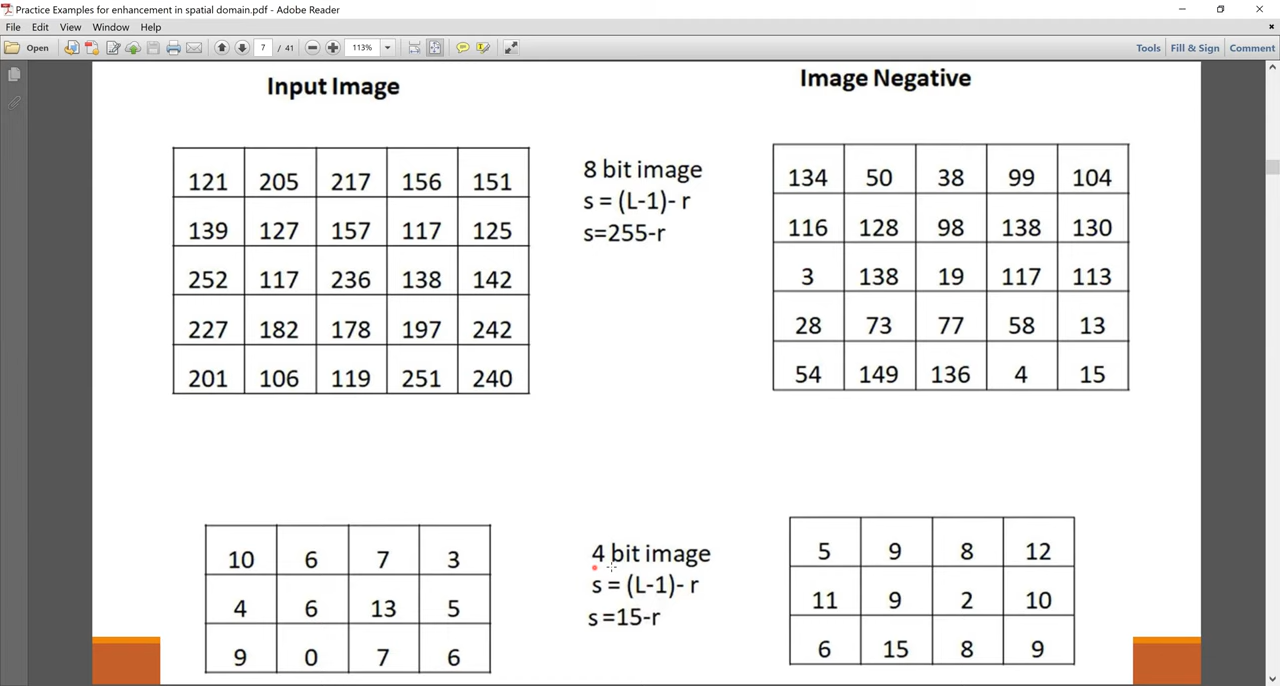 Practice Examples for enhancement in spatial domain.pdf - Adobe Reader
File Edit View Window Help
Open 7 / 41 113% Tools Fill & Sign Comment
Input Image
Image Negative
121 205 217 156 151
139 127 157 117 125
252 117 236 138 142
227 182 178 197 242
201 106 119 251 240
8 bit image
s = (L-1)- r
s=255-r
134 50 38 99 104
116 128 98 138 130
3 138 19 117 113
28 73 77 58 13
54 149 136 4 15
10 6 7 3
4 6 13 5
9 0 7 6
4 bit image
s = (L-1)- r
s =15-r
5 9 8 12
11 9 2 10
6 15 8 9